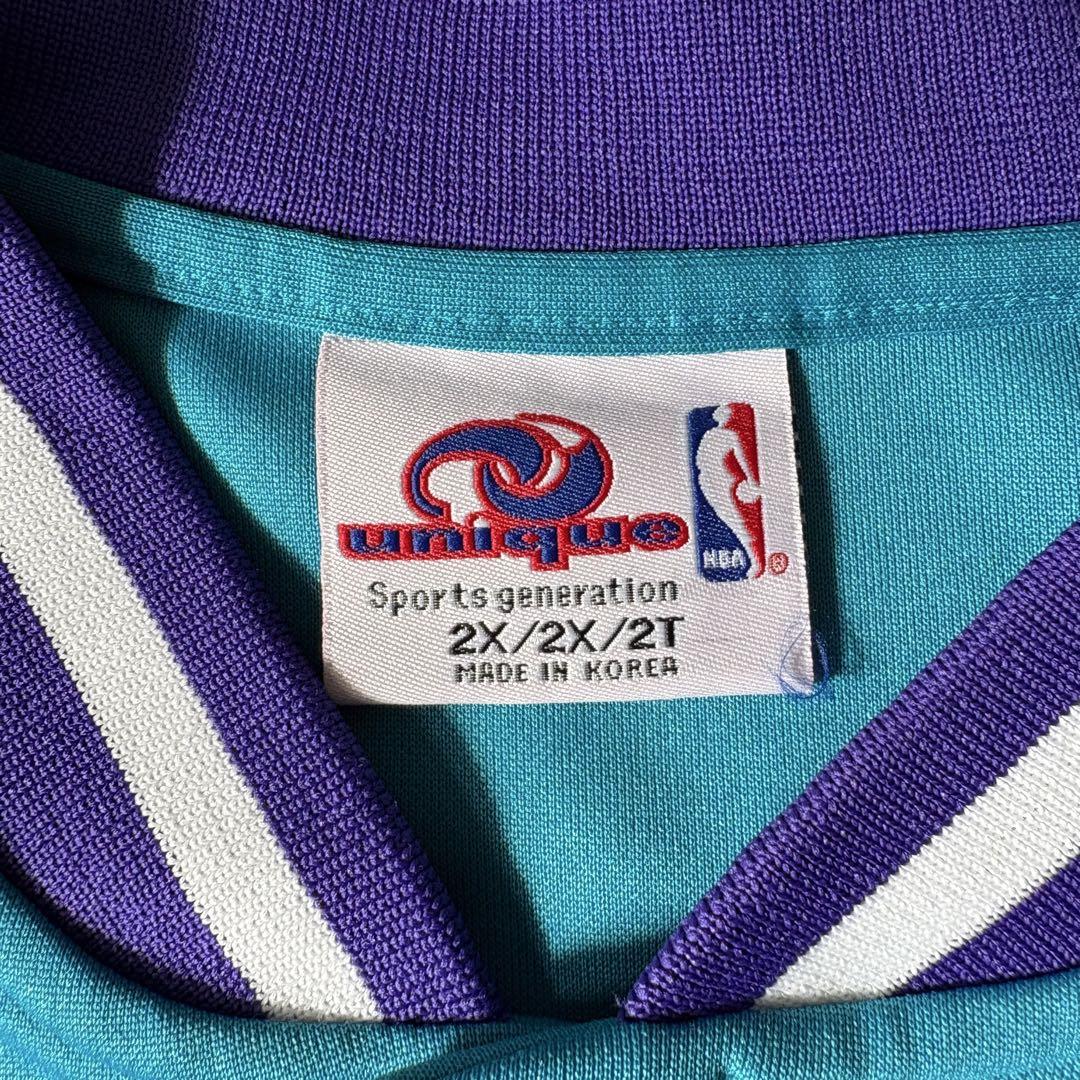 unique
NBA ®
Sports generation
2X/2X/2T
MADE IN KOREA